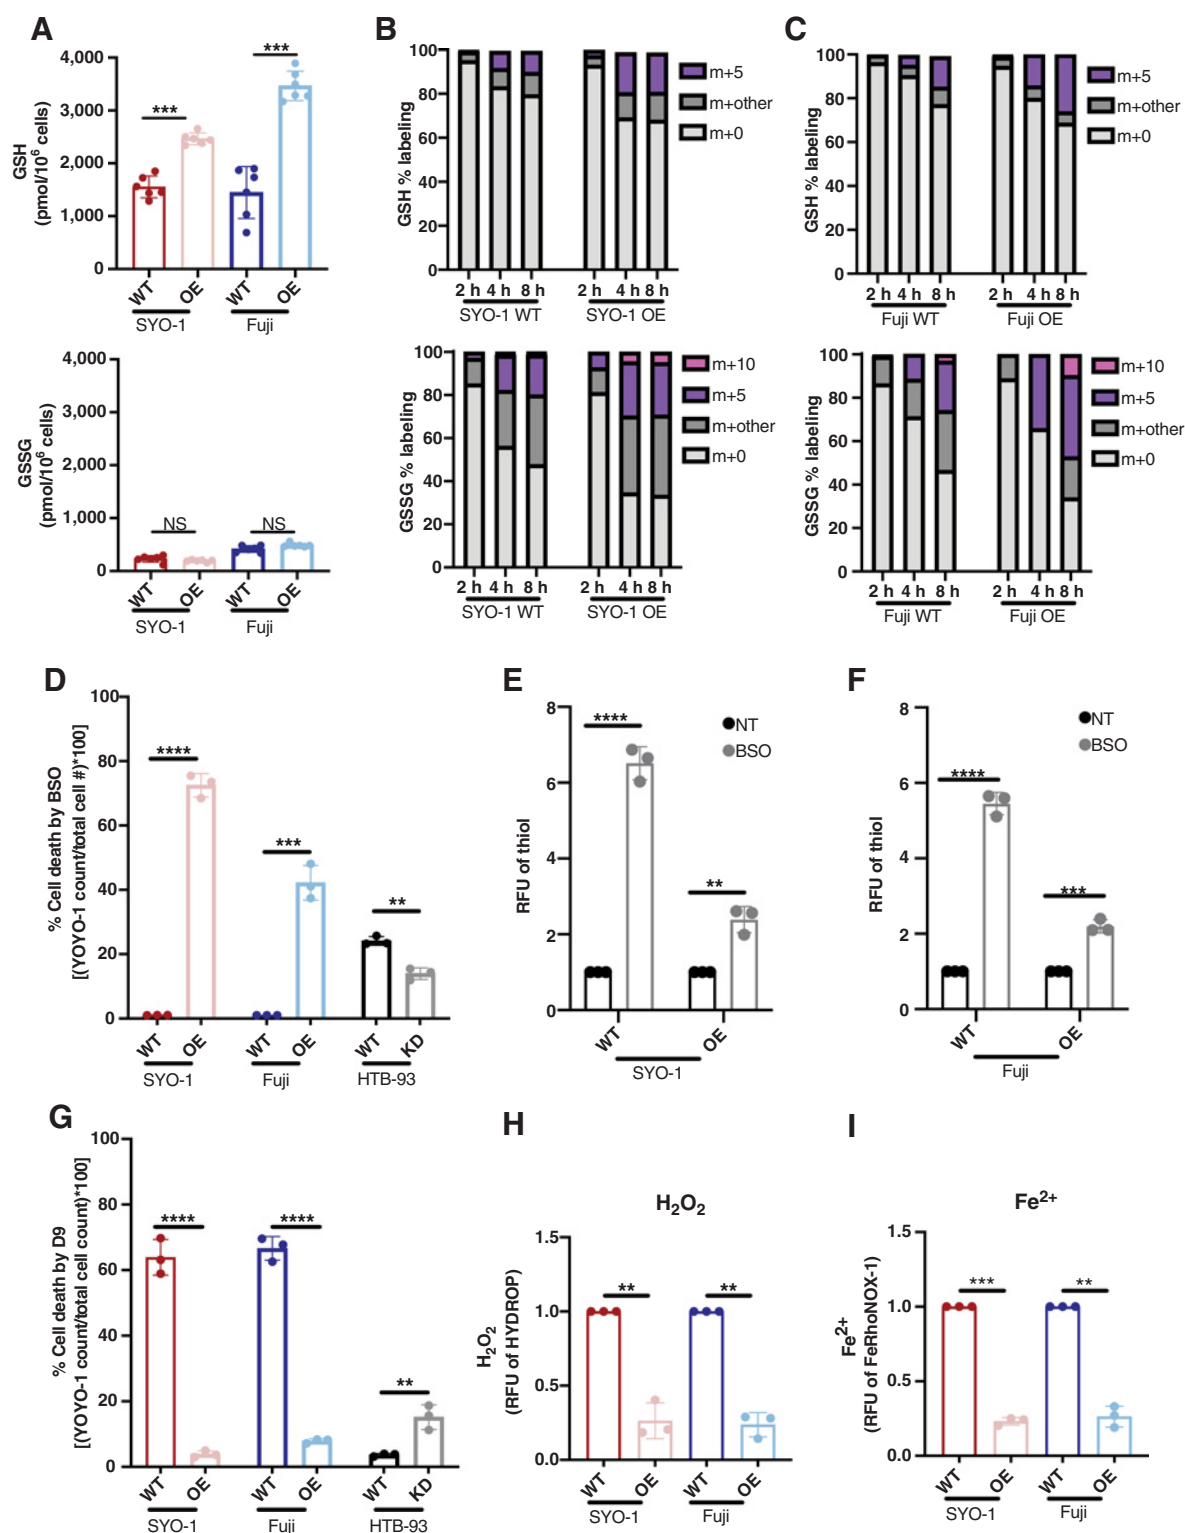 A
4,000
3,000
2,000
1,000
0
GSH
(pmol/10⁶ cells)
***
***
WT
OE
WT
OE
SYO-1
Fuji
4,000
3,000
2,000
1,000
0
GSSG
(pmol/10⁶ cells)
NS
NS
WT
OE
WT
OE
SYO-1
Fuji
B
100
80
60
40
20
0
GSH % labeling
m+5
m+other
m+0
2 h 4 h 8 h
2 h 4 h 8 h
SYO-1 WT
SYO-1 OE
100
80
60
40
20
0
GSSG % labeling
m+10
m+5
m+other
m+0
2 h 4 h 8 h
2 h 4 h 8 h
SYO-1 WT
SYO-1 OE
C
100
80
60
40
20
0
GSH % labeling
m+5
m+other
m+0
2 h 4 h 8 h
2 h 4 h 8 h
Fuji WT
Fuji OE
100
80
60
40
20
0
GSSG % labeling
m+10
m+5
m+other
m+0
2 h 4 h 8 h
2 h 4 h 8 h
Fuji WT
Fuji OE
D
100
80
60
40
20
0
% Cell death by BSO
[(YOYO-1 count/total cell #)*100]
****
***
**
WT
OE
WT
OE
WT
KD
SYO-1
Fuji
HTB-93
E
8
6
4
2
0
RFU of thiol
NT
BSO
****
**
WT
OE
SYO-1
F
8
6
4
2
0
RFU of thiol
NT
BSO
****
***
WT
OE
Fuji
G
100
80
60
40
20
0
% Cell death by D9
[(YOYO-1 count/total cell count)*100]
****
****
**
WT
OE
WT
OE
WT
KD
SYO-1
Fuji
HTB-93
H
H₂O₂
1.5
1.0
0.5
0.0
H₂O₂
(RFU of HYDROP)
**
**
WT
OE
WT
OE
SYO-1
Fuji
I
Fe²⁺
1.5
1.0
0.5
0.0
Fe²⁺
(RFU of FeRhoNOX-1)
***
**
WT
OE
WT
OE
SYO-1
Fuji